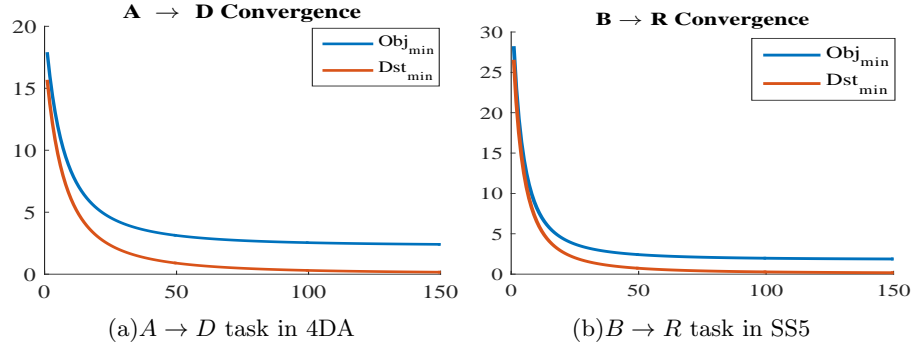 A → D Convergence
20
15
10
5
0
0 50 100 150
Obj_min
Dst_min
(a)A → D task in 4DA
B → R Convergence
30
25
20
15
10
5
0
0 50 100 150
Obj_min
Dst_min
(b)B → R task in SS5